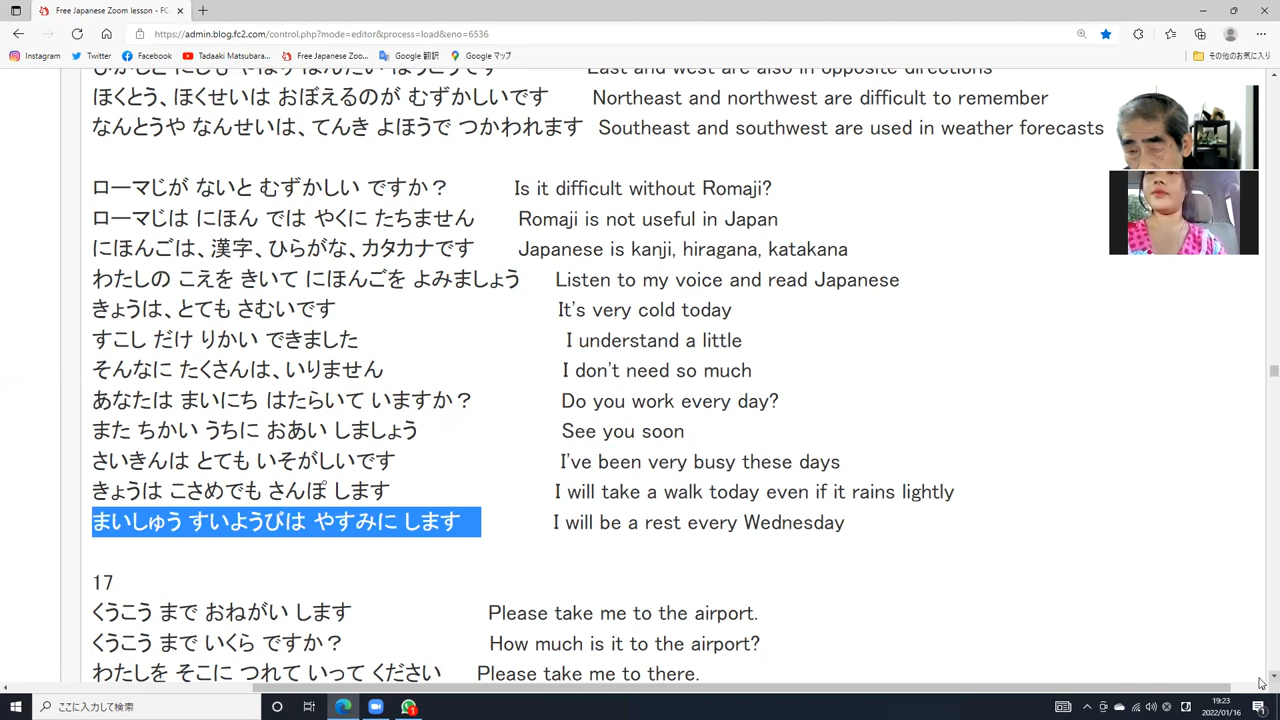 Free Japanese Zoom lesson - FC2
https://admin.blog.fc2.com/control.php?mode=editor&process=load&eno=6536
Instagram Twitter Facebook Tadaaki Matsubara... Free Japanese Zoo... Google 翻訳 Google マップ その他のお気に入り
ひがしと にしも やはり はんたい ほうこうです East and west are also in opposite directions
ほくとう、ほくせいは おぼえるのが むずかしいです Northeast and northwest are difficult to remember
なんとうや なんせいは、てんき よほうで つかわれます Southeast and southwest are used in weather forecasts
ローマじが ないと むずかしい ですか？ Is it difficult without Romaji?
ローマじは にほん では やくに たちません Romaji is not useful in Japan
にほんごは、漢字、ひらがな、カタカナです Japanese is kanji, hiragana, katakana
わたしの こえを きいて にほんごを よみましょう Listen to my voice and read Japanese
きょうは、とても さむいです It's very cold today
すこし だけ りかい できました I understand a little
そんなに たくさんは、いりません I don't need so much
あなたは まいにち はたらいて いますか？ Do you work every day?
また ちかい うちに おあい しましょう See you soon
さいきんは とても いそがしいです I've been very busy these days
きょうは こさめでも さんぽ します I will take a walk today even if it rains lightly
まいしゅう すいようびは やすみに します I will be a rest every Wednesday
17
くうこう まで おねがい します Please take me to the airport.
くうこう まで いくら ですか？ How much is it to the airport?
わたしを そこに つれて いって ください Please take me to there.
ここに入力して検索
19:23
2022/01/16